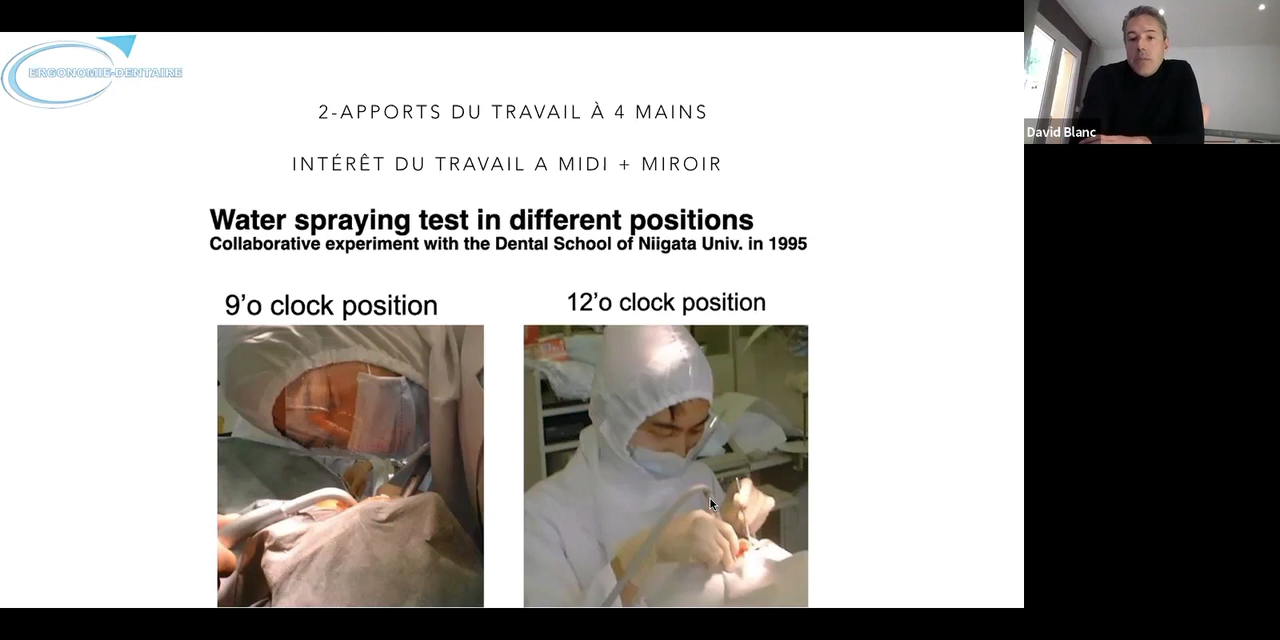 ERGONOMIE-DENTAIRE
2-APPORTS DU TRAVAIL À 4 MAINS
INTÉRÊT DU TRAVAIL A MIDI + MIROIR
Water spraying test in different positions
Collaborative experiment with the Dental School of Niigata Univ. in 1995
9’o clock position
12’o clock position
David Blanc